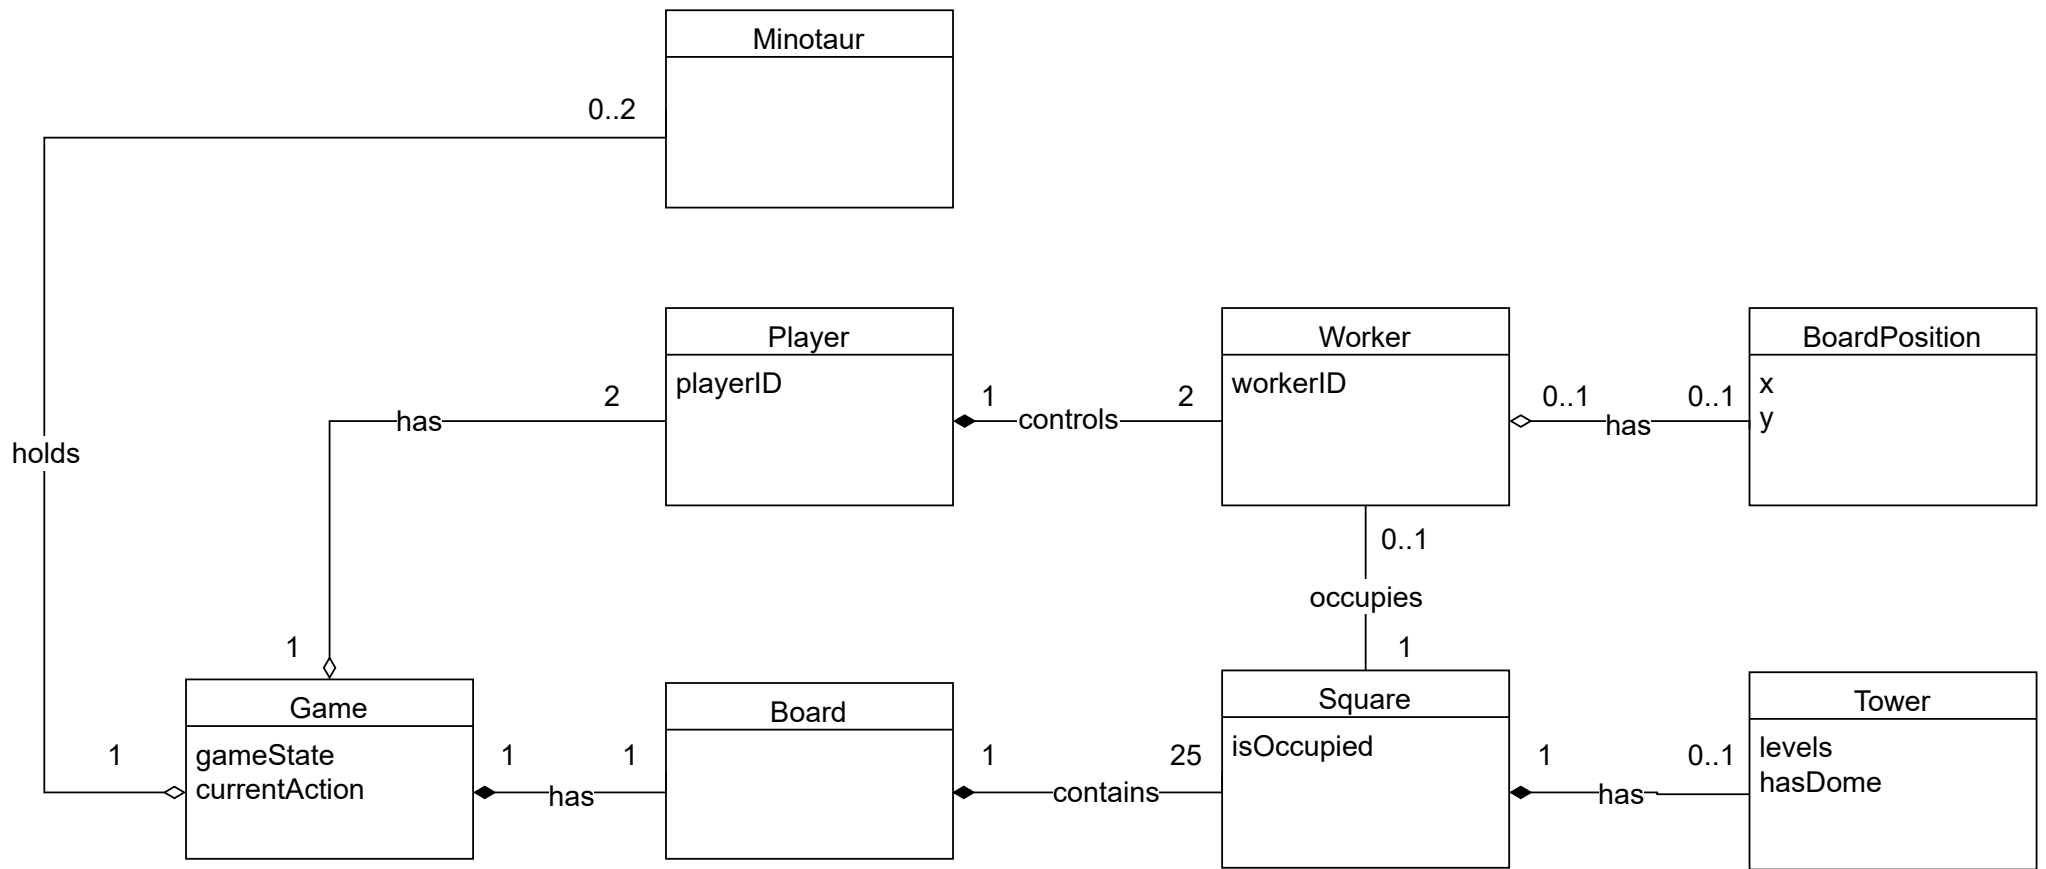 Minotaur
0..2
holds
Player
playerID
2
has
1
controls
2
Worker
workerID
0..1
has
0..1
BoardPosition
x
y
0..1
occupies
1
1
Game
gameState
currentAction
1
1
has
1
Board
1
contains
25
Square
isOccupied
1
has
0..1
Tower
levels
hasDome